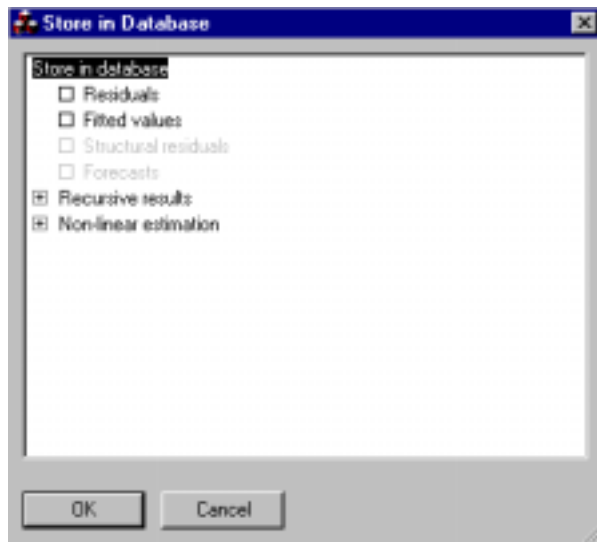 Store in Database
Store in database
Residuals
Fitted values
Structural residuals
Forecasts
Recursive results
Non-linear estimation
OK
Cancel